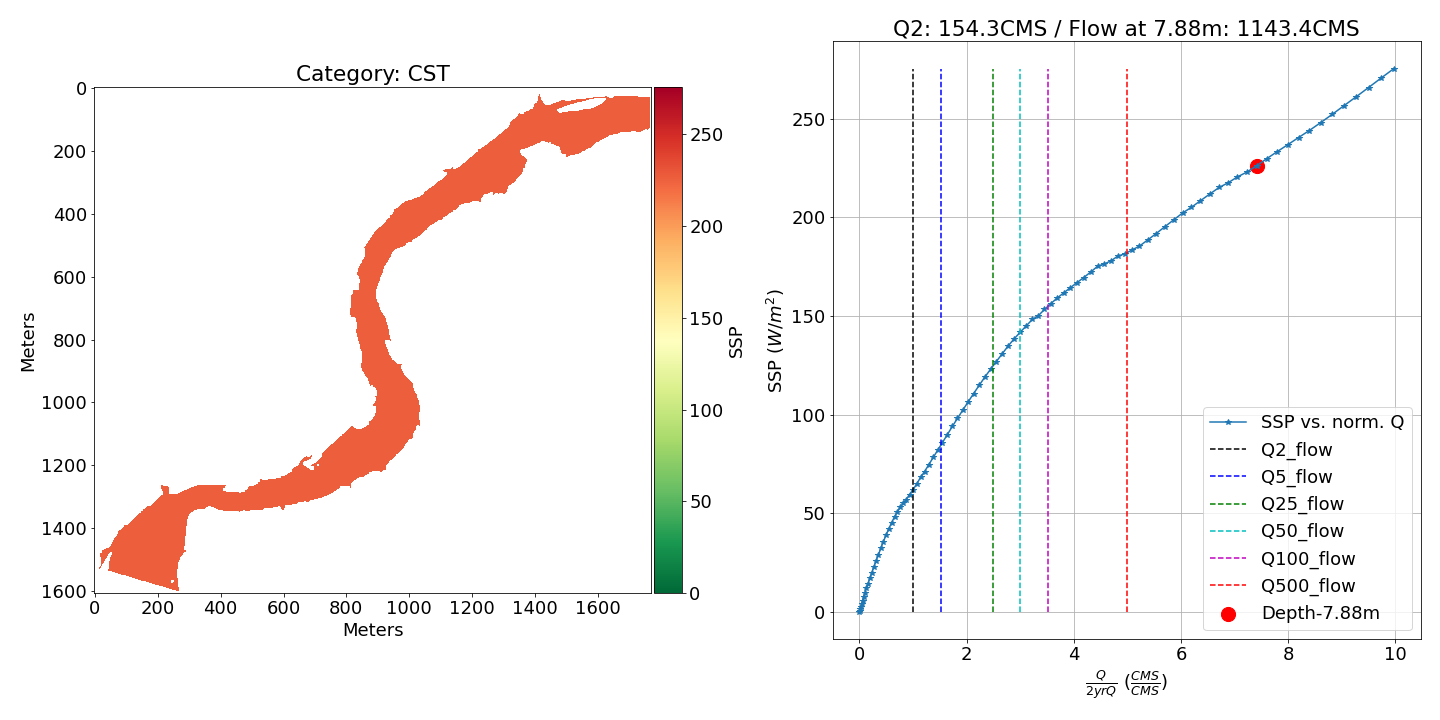 Category: CST
0
200
400
600
800
1000
1200
1400
1600
Meters
0 200 400 600 800 1000 1200 1400 1600
Meters
250
200
150
100
50
0
SSP
Q2: 154.3CMS / Flow at 7.88m: 1143.4CMS
250
200
150
100
50
0
SSP (W/m²)
0 2 4 6 8 10
Q/2yrQ (CMS/CMS)
SSP vs. norm. Q
Q2_flow
Q5_flow
Q25_flow
Q50_flow
Q100_flow
Q500_flow
Depth-7.88m